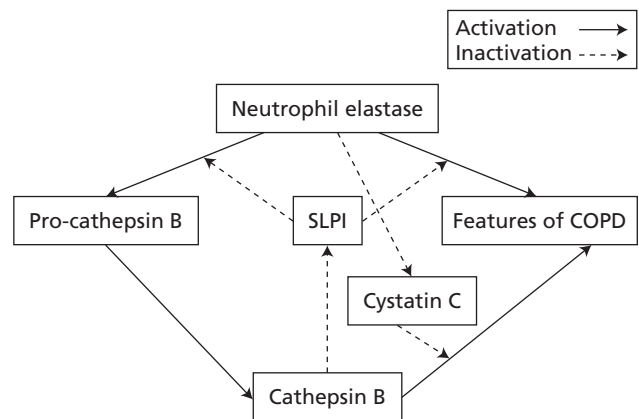 Activation
Inactivation
Neutrophil elastase
Pro-cathepsin B
SLPI
Features of COPD
Cystatin C
Cathepsin B